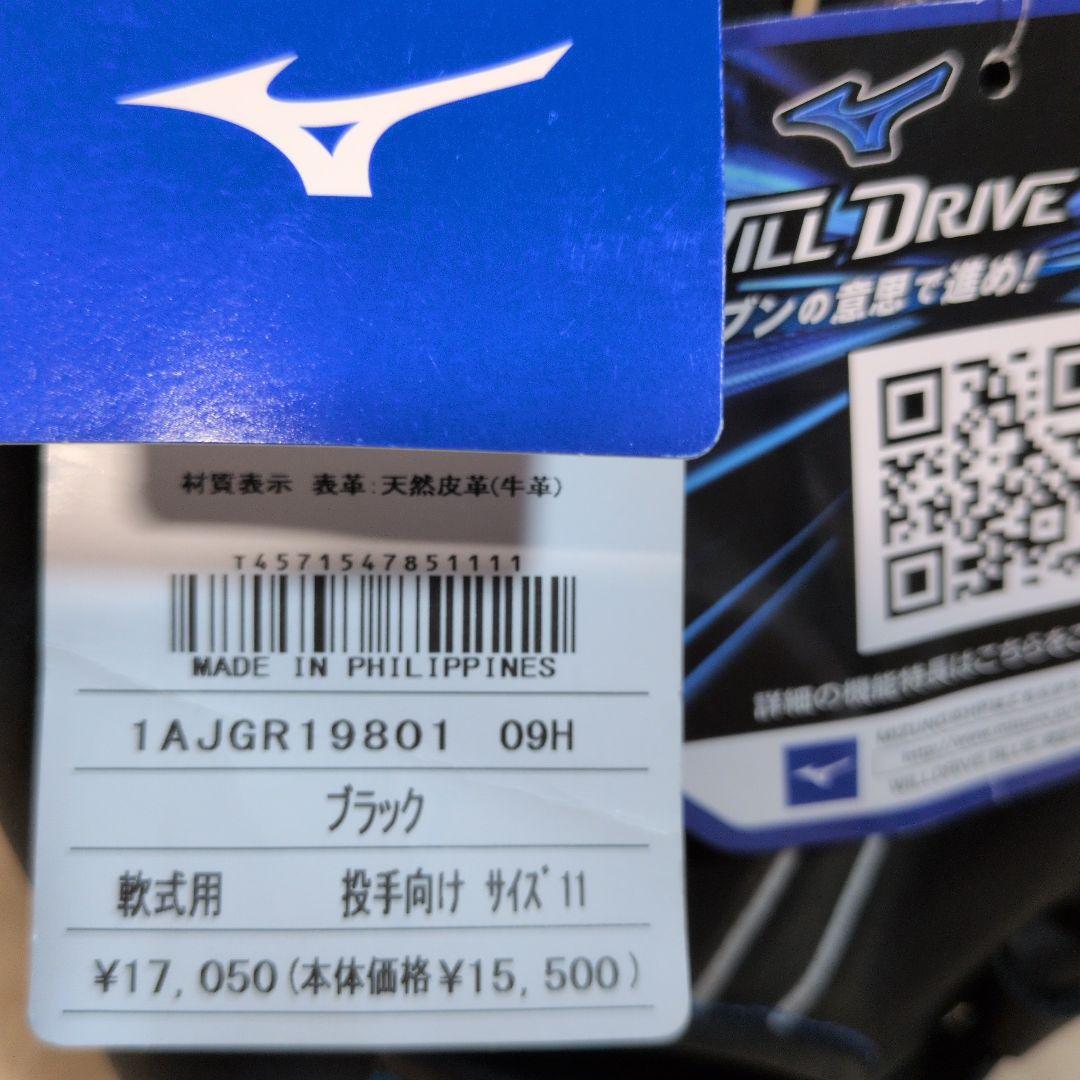 材質表示 表革:天然皮革(牛革)
T4571547851111
MADE IN PHILIPPINES
1AJGR19801 09H
ブラック
軟式用 投手向け サイズ11
¥17,050(本体価格¥15,500)
DRIVE
ブンの意思で進め!
詳細の機能特長はこちらをご